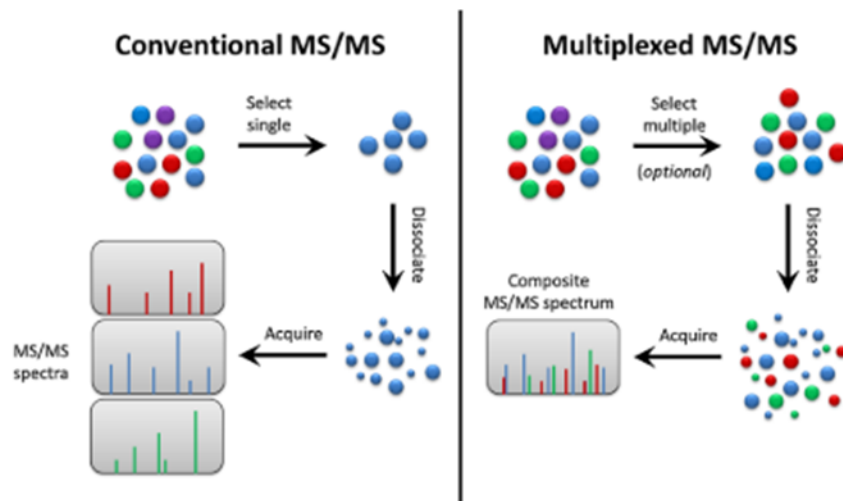 Conventional MS/MS
Select
single
Dissociate
Acquire
MS/MS
spectra
Multiplexed MS/MS
Select
multiple
(optional)
Dissociate
Composite
MS/MS spectrum
Acquire